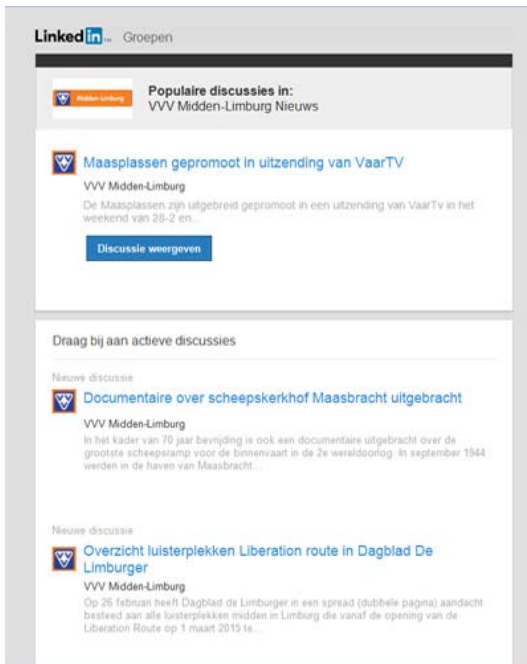 Linked in Groepen
Midden-Limburg
Populaire discussies in:
VVV Midden-Limburg Nieuws
Maasplassen gepromoot in uitzending van VaarTV
VVV Midden-Limburg
De Maasplassen zijn uitgebreid gepromoot in een uitzending van VaarTv in het
weekend van 28-2 en...
Discussie weergeven
Draag bij aan actieve discussies
Nieuwe discussie
Documentaire over scheepskerkhof Maasbracht uitgebracht
VVV Midden-Limburg
In het kader van 70 jaar bevrijding is ook een documentaire uitgebracht over de
grootste scheepsramp voor de binnenvaart in de 2e wereldoorlog. In september 1944
werden in de haven van Maasbracht...
Nieuwe discussie
Overzicht luisterplekken Liberation route in Dagblad De
Limburger
VVV Midden-Limburg
Op 26 februari heeft Dagblad de Limburger in een spread (dubbele pagina) aandacht
besteed aan alle luisterplekken midden in Limburg die vanaf de opening van de
Liberation Route op 1 maart 2015 te...